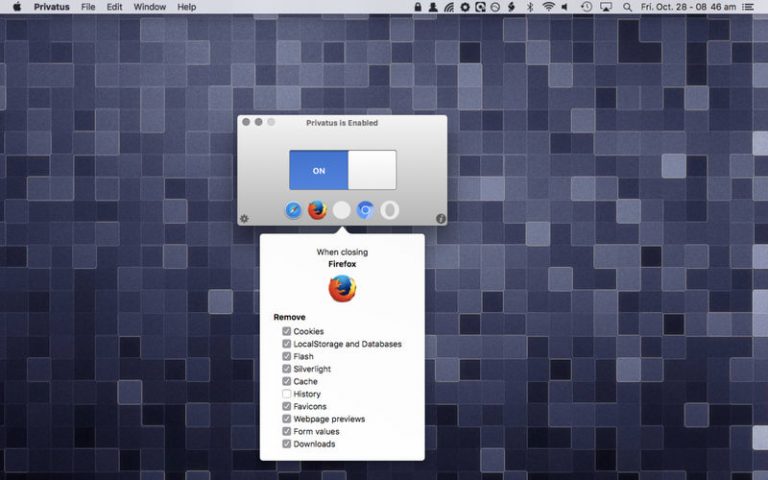 Privatus File Edit Window Help Fri. Oct. 28 - 08 46 am
Privatus is Enabled
ON
When closing
Firefox
Remove
Cookies
LocalStorage and Databases
Flash
Silverlight
Cache
History
Favicons
Webpage previews
Form values
Downloads